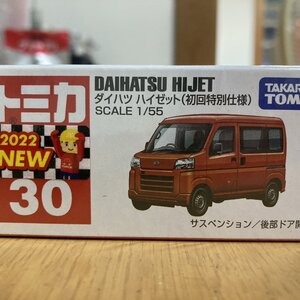 トミカ
2022
NEW
30
DAIHATSU HIJET
ダイハツ ハイゼット(初回特別仕様)
SCALE 1/55
TAKARA
TOMY
サスペンション/後部ドア開